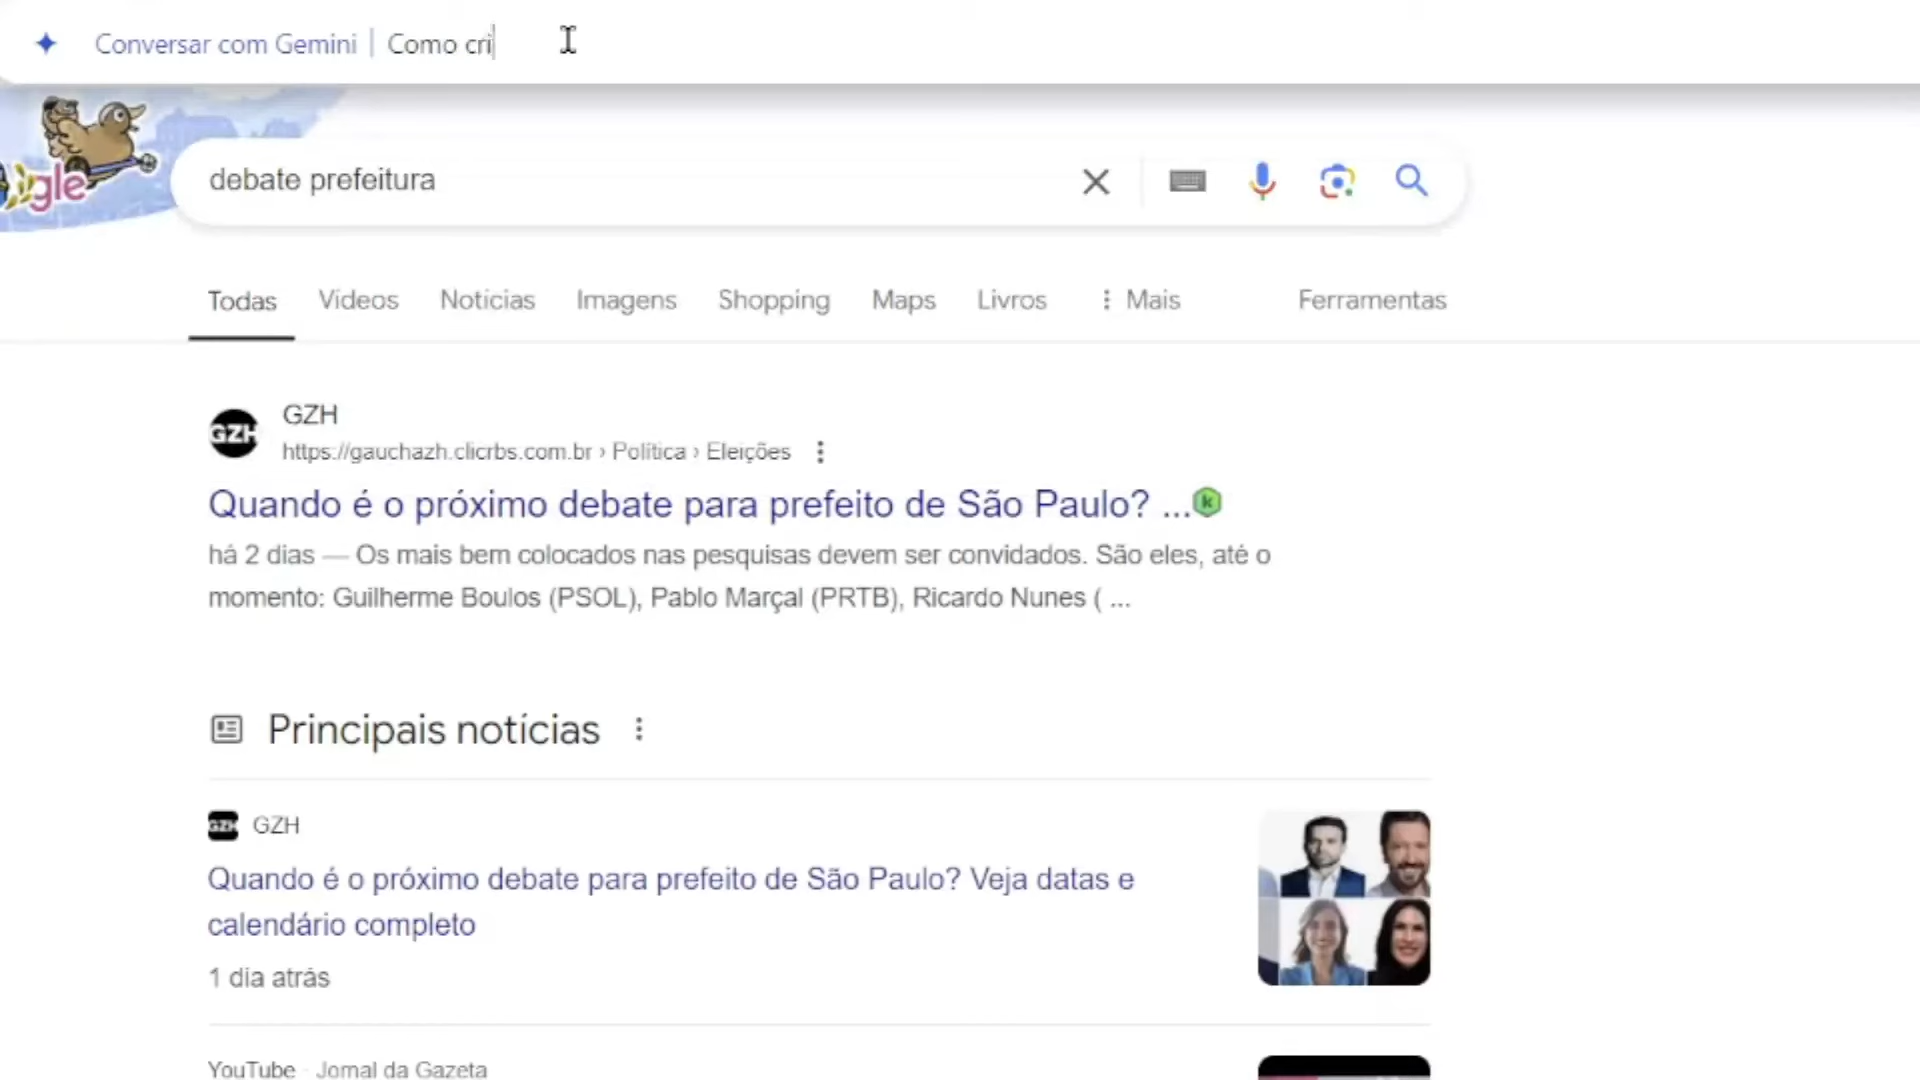 Conversar com Gemini | Como cri
gle
debate prefeitura
Todas Vídeos Notícias Imagens Shopping Maps Livros Mais Ferramentas
GZH
GZH
https://gauchazh.clicrbs.com.br › Política › Eleições
Quando é o próximo debate para prefeito de São Paulo? ...
k
há 2 dias — Os mais bem colocados nas pesquisas devem ser convidados. São eles, até o
momento: Guilherme Boulos (PSOL), Pablo Marçal (PRTB), Ricardo Nunes ( ...
Principais notícias
GZH GZH
Quando é o próximo debate para prefeito de São Paulo? Veja datas e
calendário completo
1 dia atrás
YouTube · Jornal da Gazeta